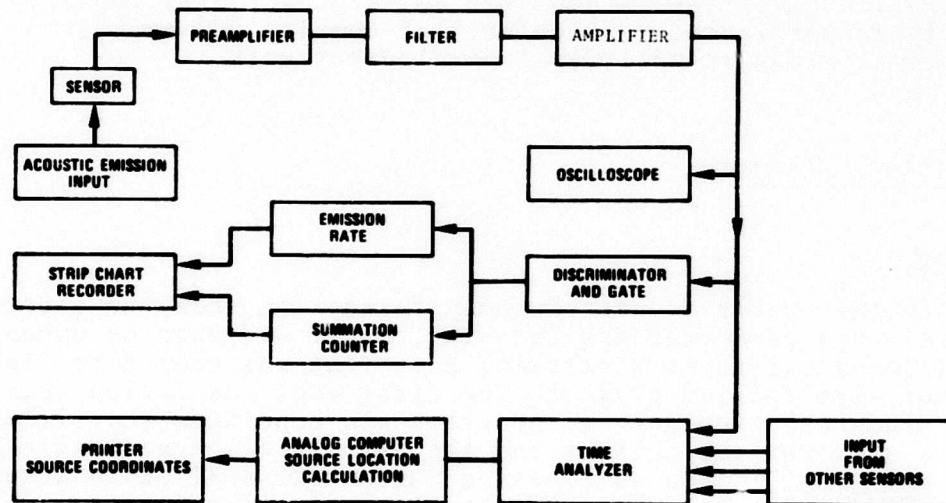 PREAMPLIFIER
FILTER
AMPLIFIER
SENSOR
ACOUSTIC EMISSION
INPUT
OSCILLOSCOPE
EMISSION
RATE
STRIP CHART
RECORDER
DISCRIMINATOR
AND GATE
SUMMATION
COUNTER
PRINTER
SOURCE COORDINATES
ANALOG COMPUTER
SOURCE LOCATION
CALCULATION
TIME
ANALYZER
INPUT
FROM
OTHER SENSORS